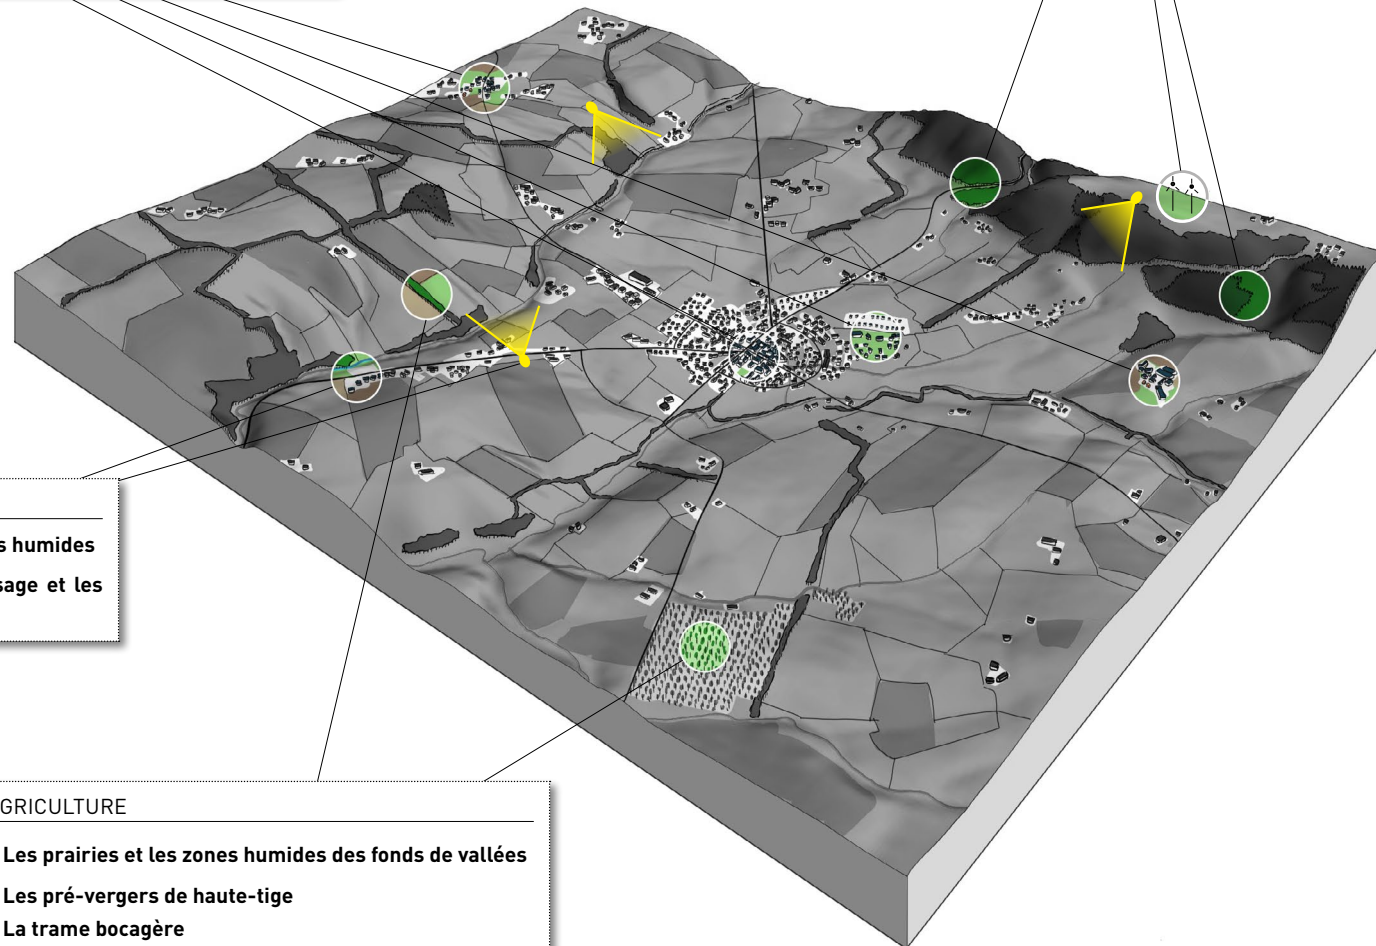 s humides
sage et les
GRICULTURE
Les prairies et les zones humides des fonds de vallées
Les pré-vergers de haute-tige
La trame bocagère